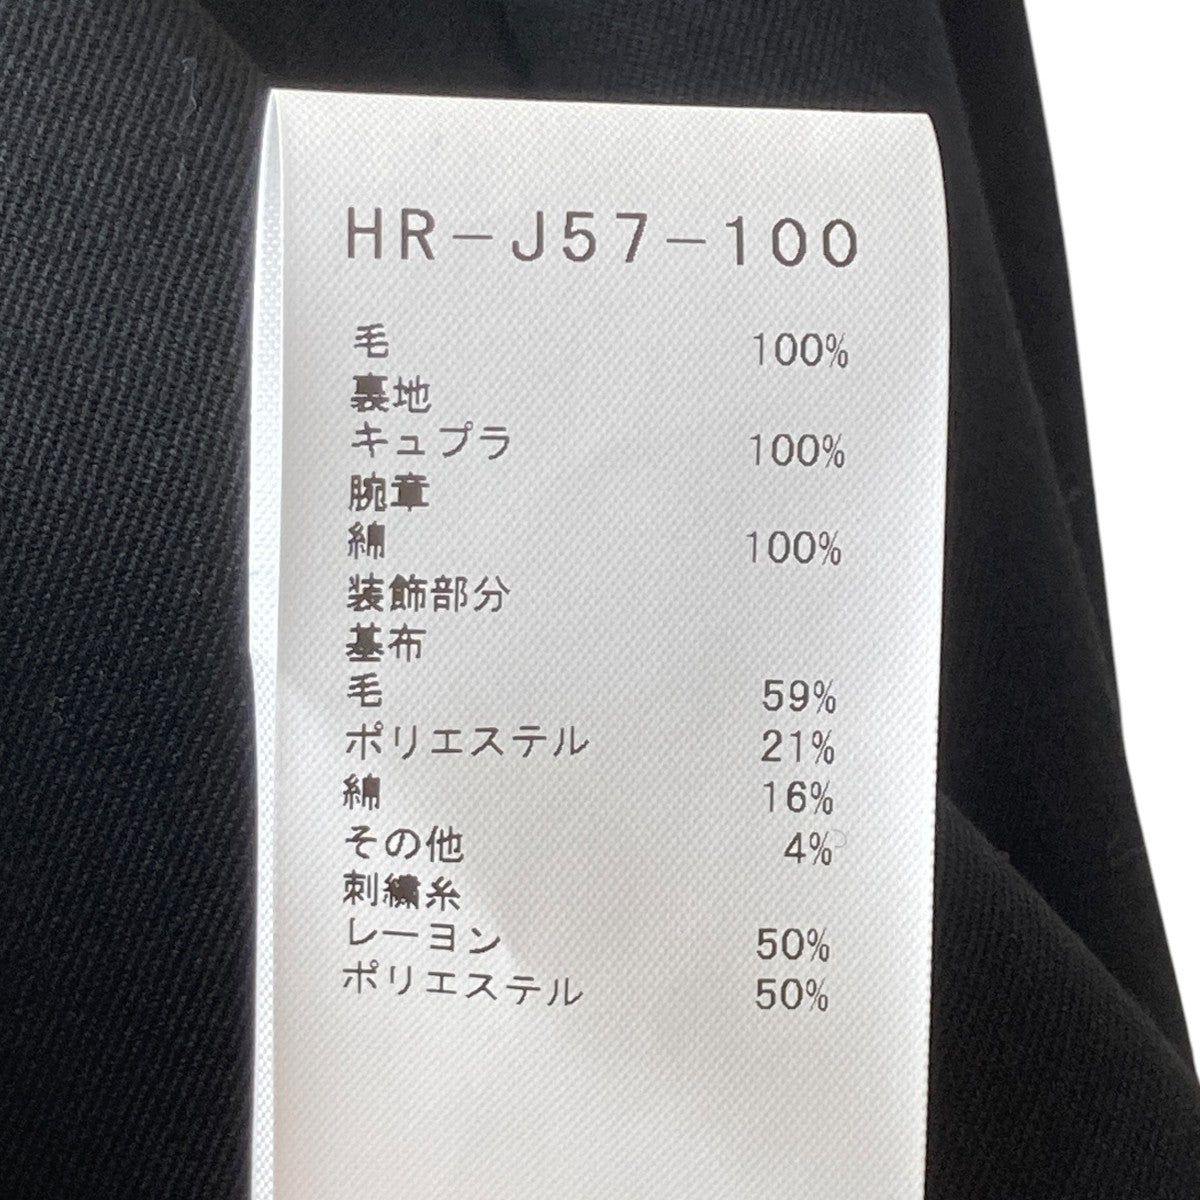 HR-J57-100
毛 100%
裏地
キュプラ 100%
腕章
綿 100%
装飾部分
基布
毛 59%
ポリエステル 21%
綿 16%
その他 4%
刺繍糸
レーヨン 50%
ポリエステル 50%